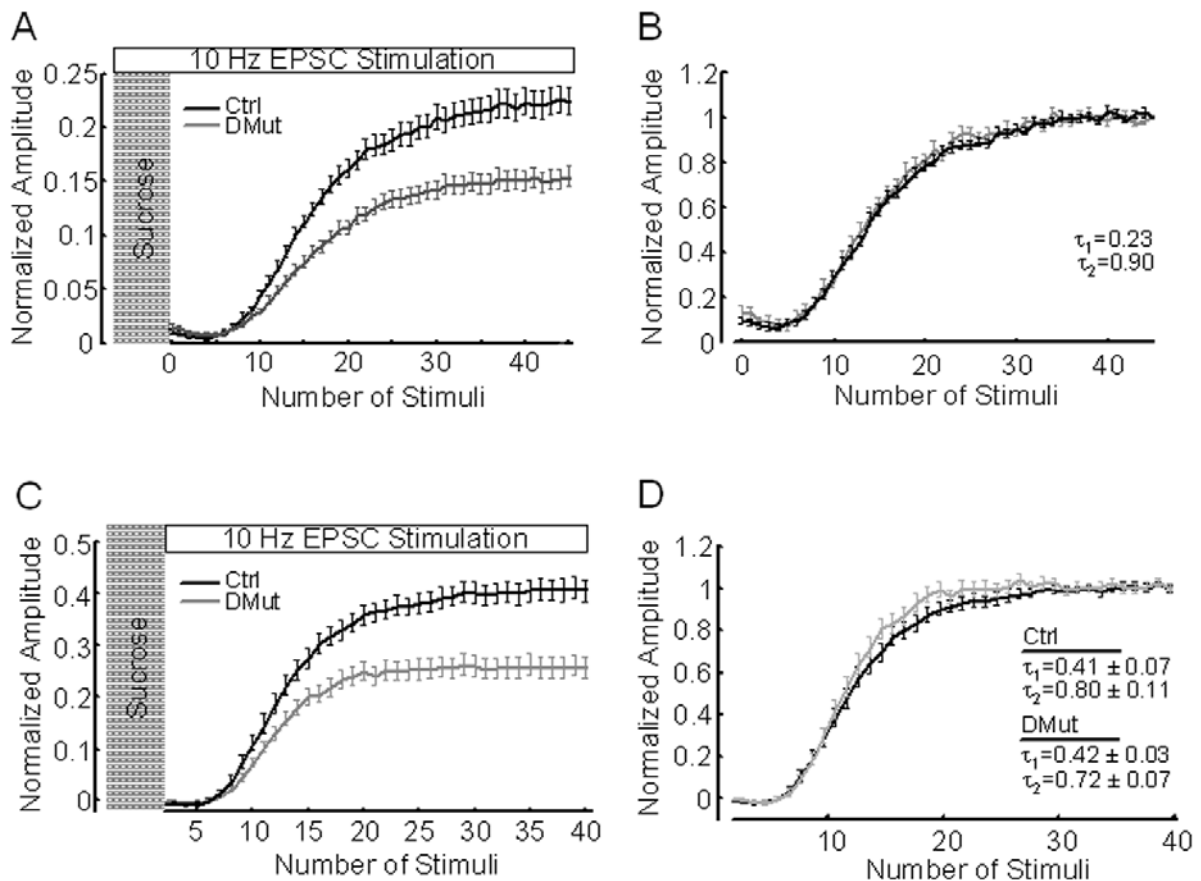 A
10 Hz EPSC Stimulation
Normalized Amplitude
0.25
0.2
0.15
0.1
0.05
0
Ctrl
DMut
Sucrose
0
10
20
30
40
Number of Stimuli
B
Normalized Amplitude
1.2
1
0.8
0.6
0.4
0.2
0
τ1=0.23
τ2=0.90
0
10
20
30
40
Number of Stimuli
C
10 Hz EPSC Stimulation
Normalized Amplitude
0.5
0.4
0.3
0.2
0.1
0
Ctrl
DMut
Sucrose
5
10
15
20
25
30
35
40
Number of Stimuli
D
Normalized Amplitude
1.2
1
0.8
0.6
0.4
0.2
0
Ctrl
τ1=0.41 ± 0.07
τ2=0.80 ± 0.11
DMut
τ1=0.42 ± 0.03
τ2=0.72 ± 0.07
10
20
30
40
Number of Stimuli